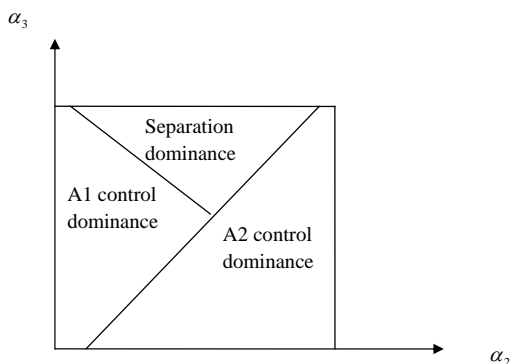 α3
Separation
dominance
A1 control
dominance
A2 control
dominance
α2